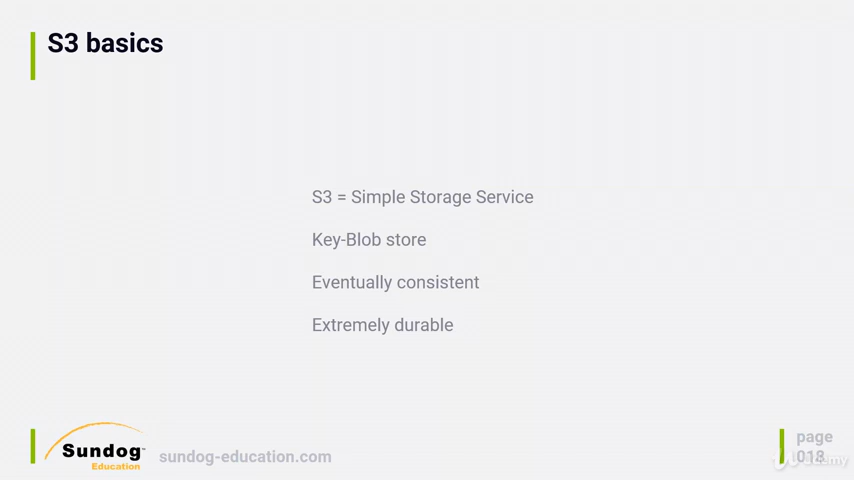 S3 basics
S3 = Simple Storage Service
Key-Blob store
Eventually consistent
Extremely durable
Sundog
Education
sundog-education.com
page
018